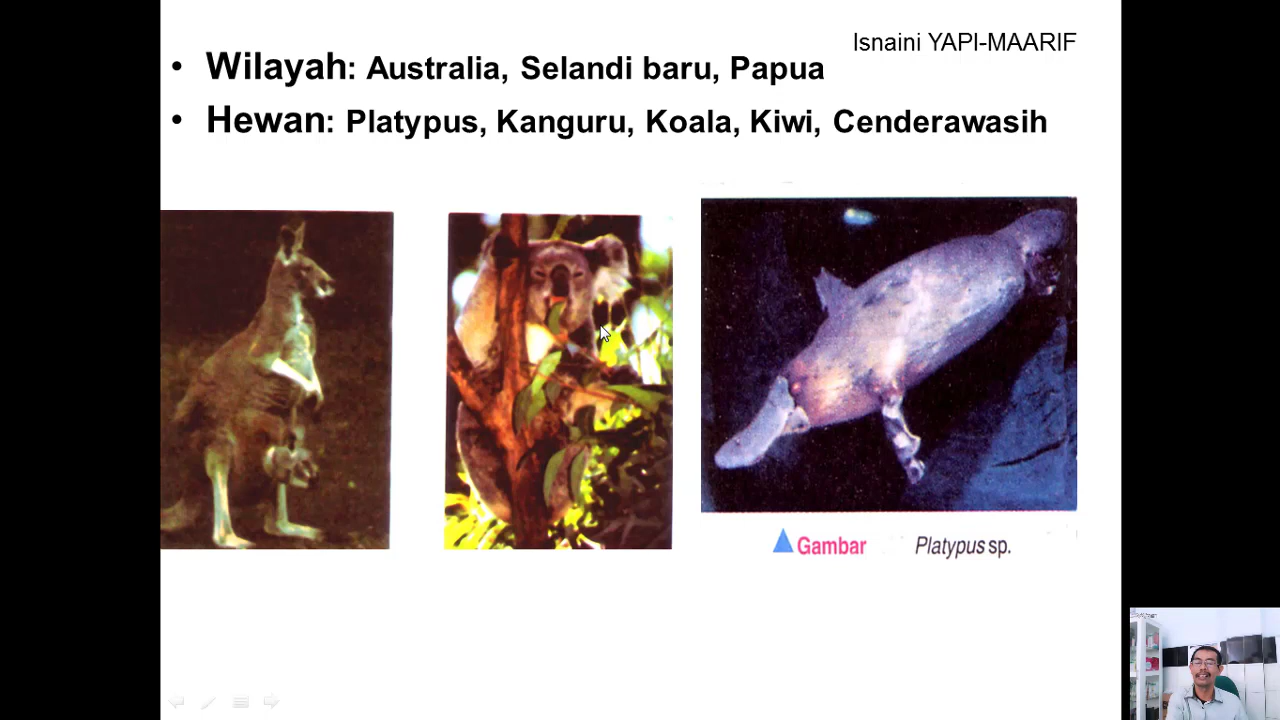 Isnaini YAPI-MAARIF
• Wilayah: Australia, Selandi baru, Papua
• Hewan: Platypus, Kanguru, Koala, Kiwi, Cenderawasih
Gambar Platypus sp.